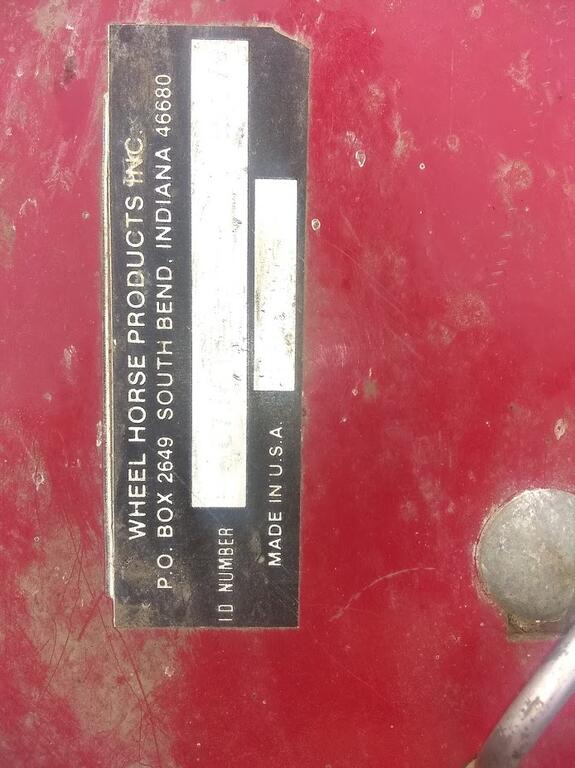 WHEEL HORSE PRODUCTS INC.
P.O. BOX 2649 SOUTH BEND, INDIANA 46680
I.D NUMBER
MADE IN U.S.A.